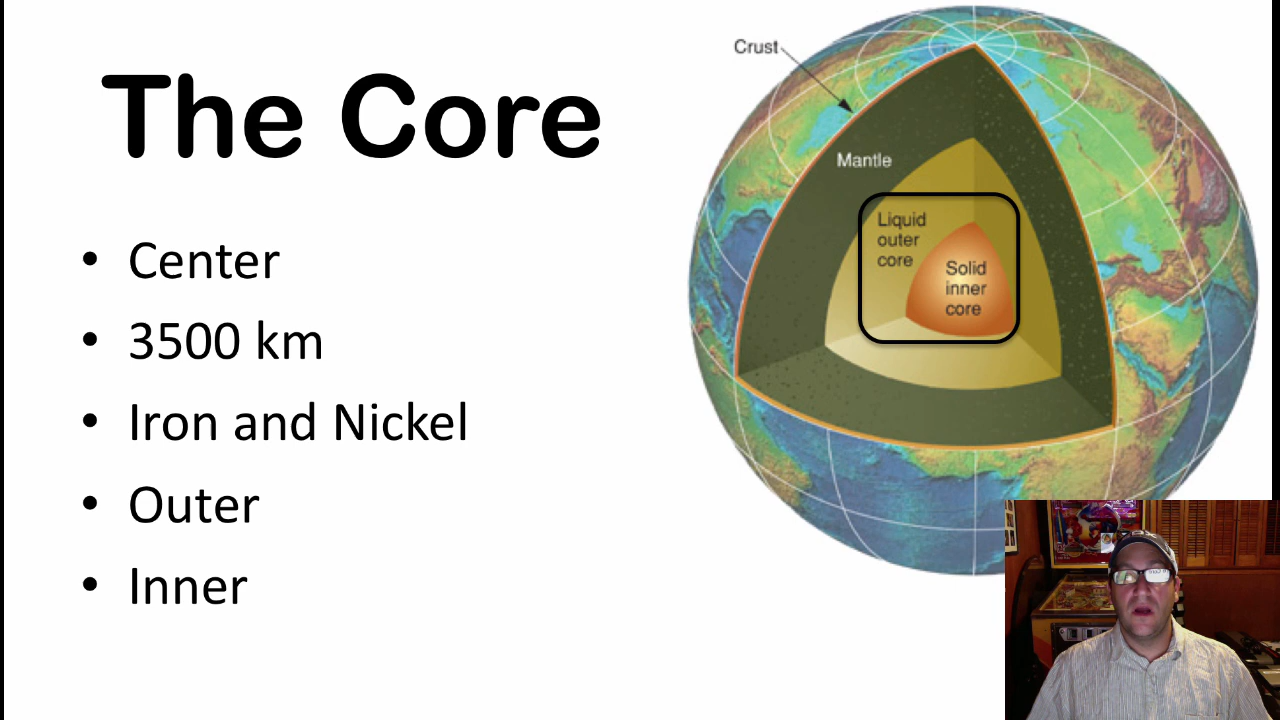 The Core
• Center
• 3500 km
• Iron and Nickel
• Outer
• Inner
Crust
Mantle
Liquid
outer
core
Solid
inner
core